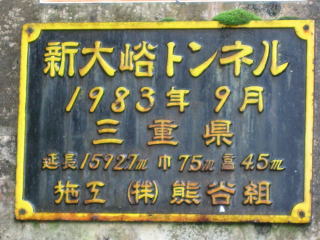 新大峪トンネル
1983年9月
三重県
延長1592.7m 巾7.5m 高4.5m
施工 (株)熊谷組